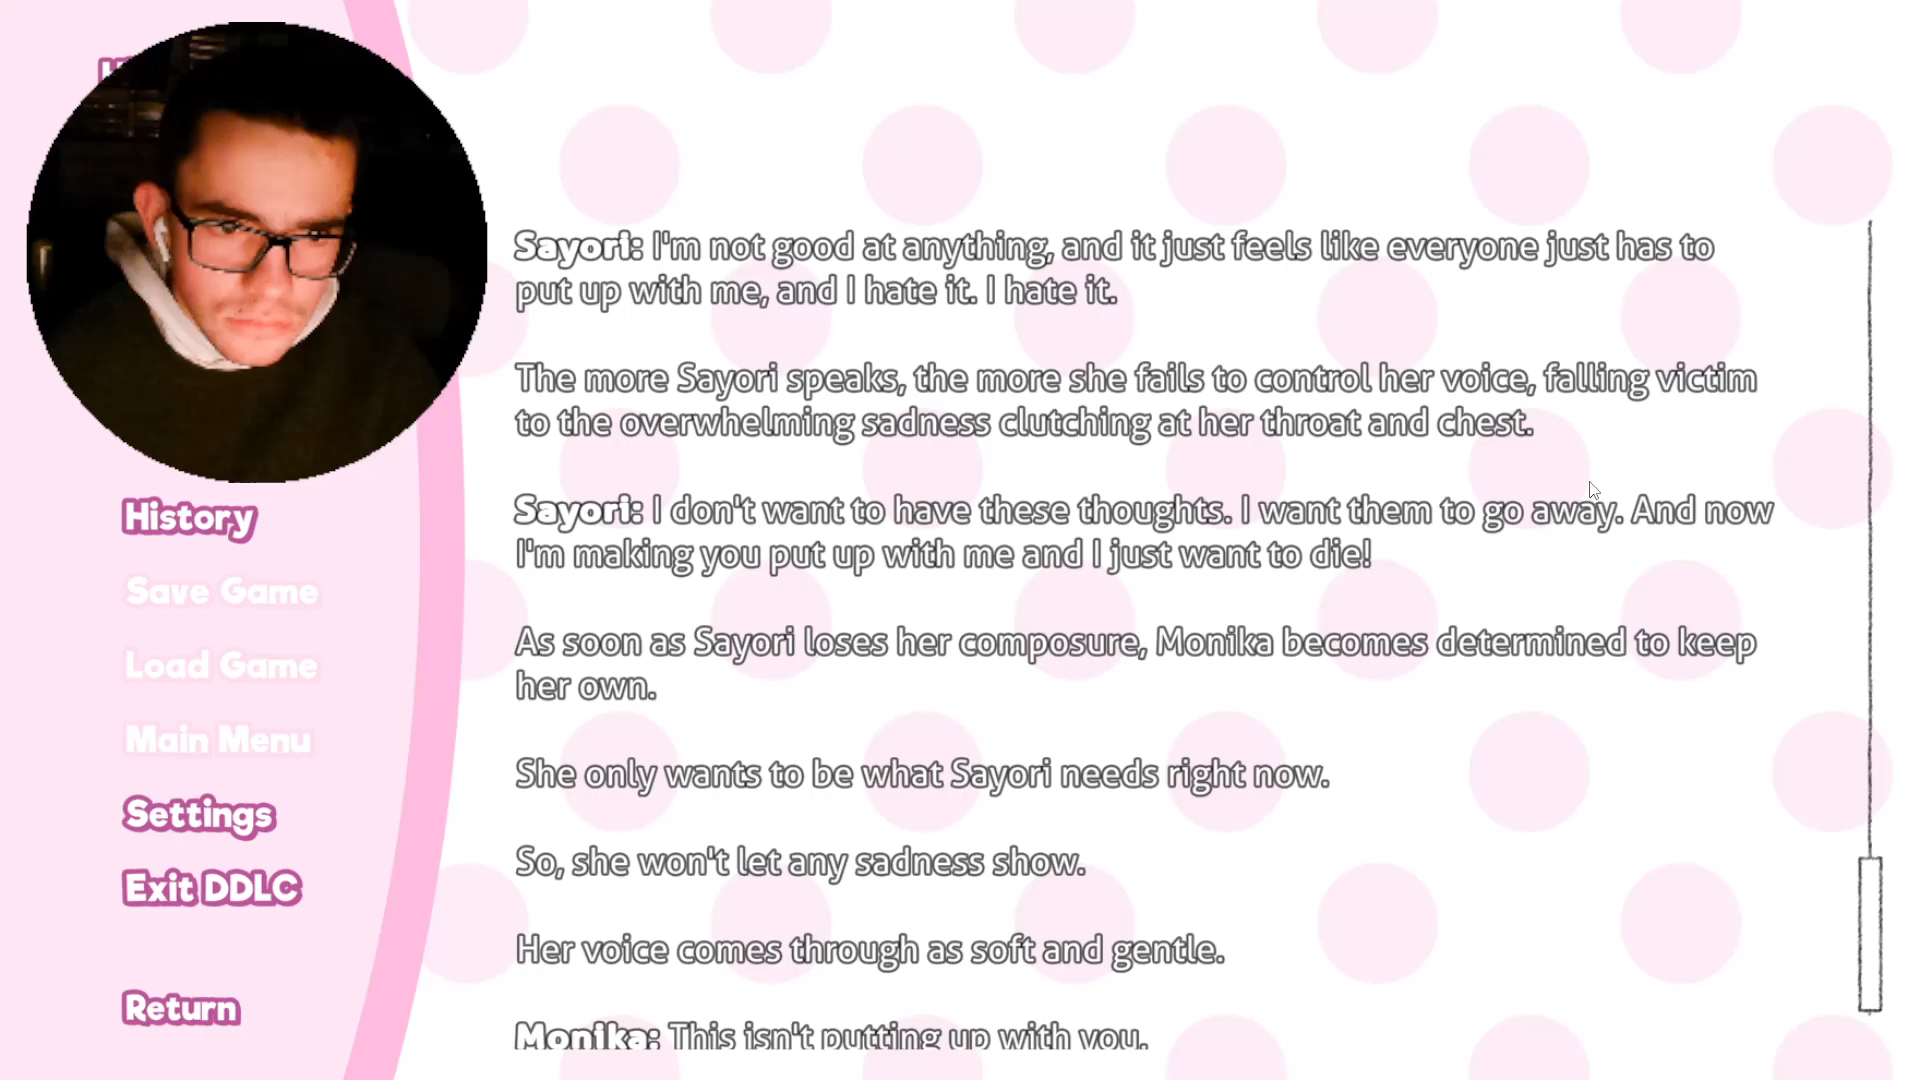 Sayori: I'm not good at anything, and it just feels like everyone just has to
put up with me, and I hate it. I hate it.
The more Sayori speaks, the more she fails to control her voice, falling victim
to the overwhelming sadness clutching at her throat and chest.
Sayori: I don't want to have these thoughts. I want them to go away. And now
I'm making you put up with me and I just want to die!
As soon as Sayori loses her composure, Monika becomes determined to keep
her own.
She only wants to be what Sayori needs right now.
So, she won't let any sadness show.
Her voice comes through as soft and gentle.
Monika: This isn't putting up with you.
History
Save Game
Load Game
Main Menu
Settings
Exit DDLC
Return